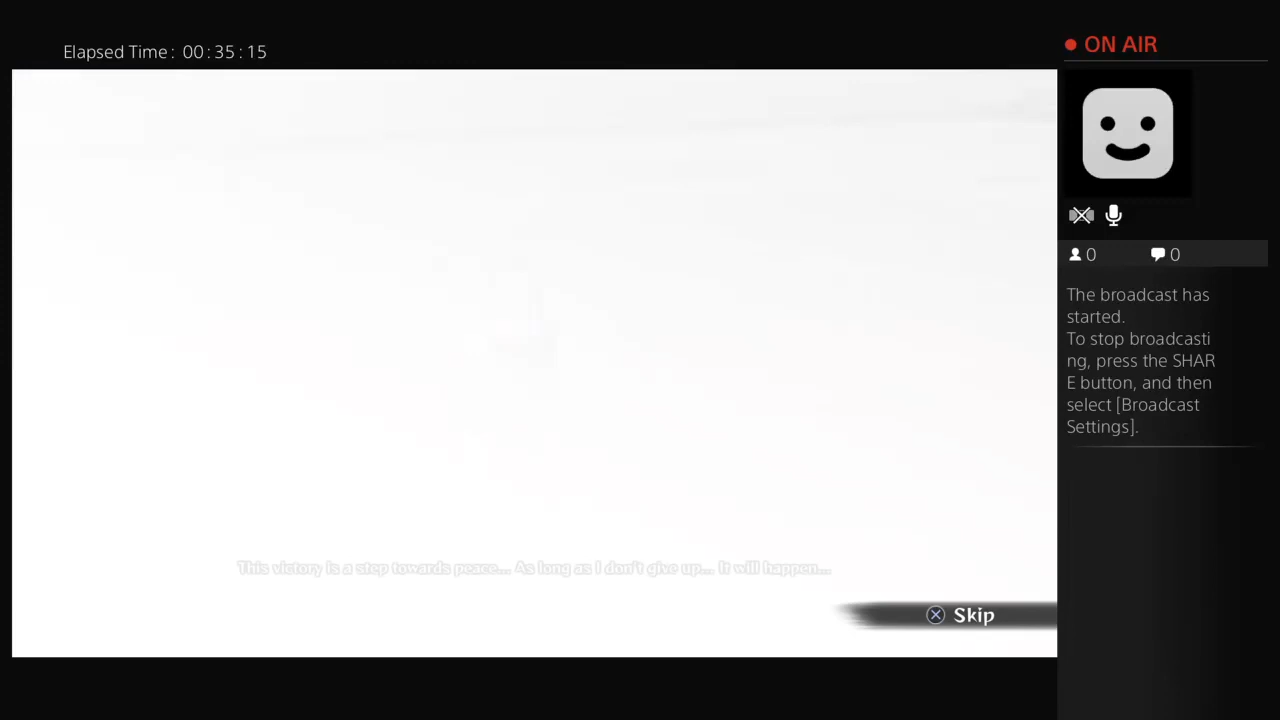 Elapsed Time: 00:35:15
ON AIR
0 0
The broadcast has
started.
To stop broadcasti
ng, press the SHAR
E button, and then
select [Broadcast
Settings].
This victory is a step towards peace... As long as I don't give up... It will happen...
Skip